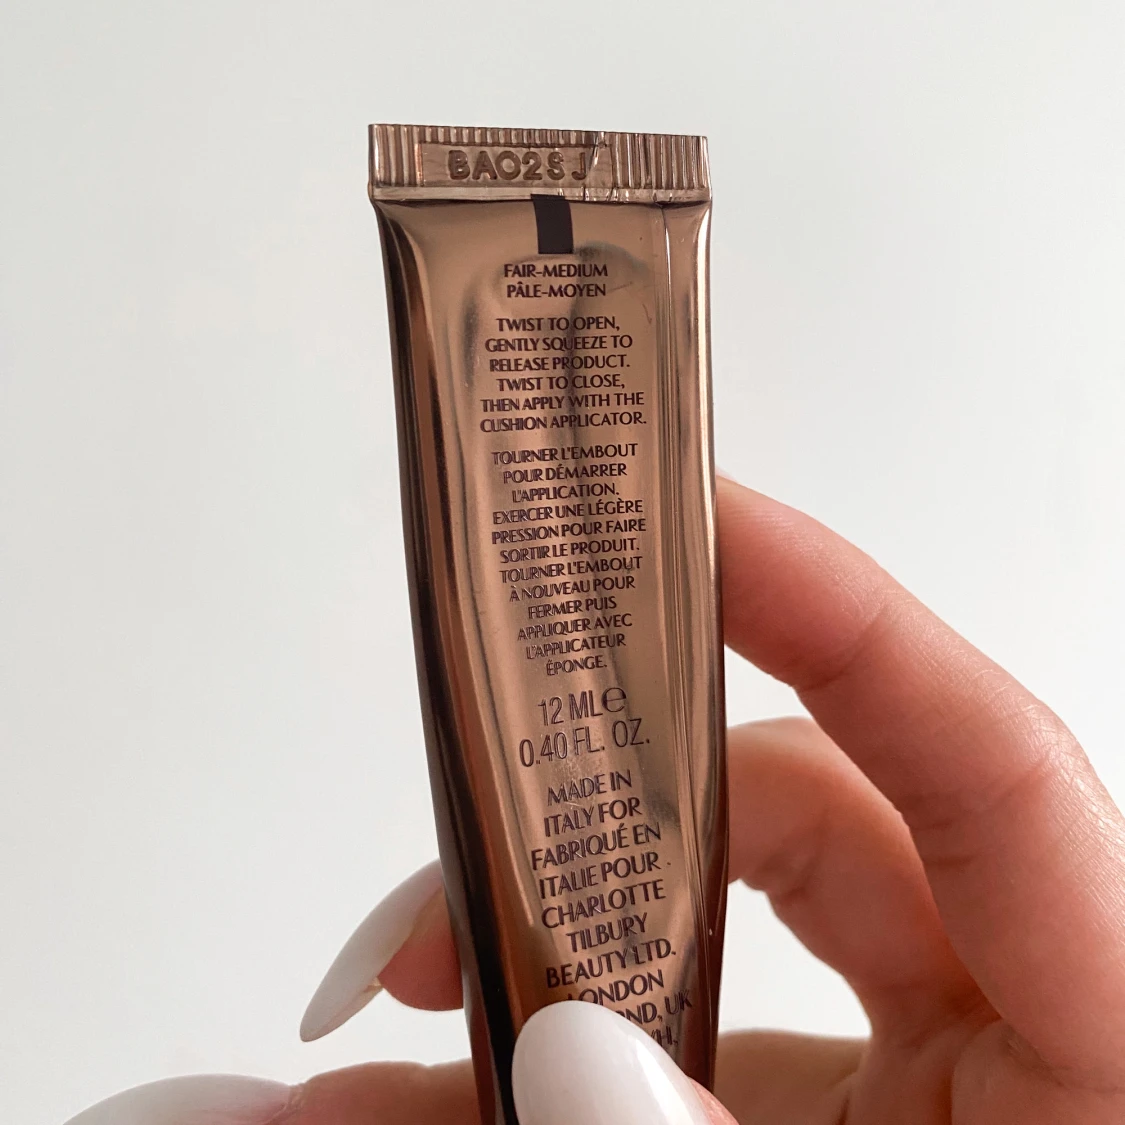 BA02SJ
FAIR–MEDIUM
PÂLE–MOYEN
TWIST TO OPEN,
GENTLY SQUEEZE TO
RELEASE PRODUCT.
TWIST TO CLOSE,
THEN APPLY WITH THE
CUSHION APPLICATOR.
TOURNER L'EMBOUT
POUR DÉMARRER
L'APPLICATION.
EXERCER UNE LÉGÈRE
PRESSION POUR FAIRE
SORTIR LE PRODUIT.
TOURNER L'EMBOUT
À NOUVEAU POUR
FERMER PUIS
APPLIQUER AVEC
L'APPLICATEUR
ÉPONGE.
12 ML ℮
0.40 FL. OZ.
MADE IN
ITALY FOR
FABRIQUÉ EN
ITALIE POUR
CHARLOTTE
TILBURY
BEAUTY LTD.
LONDON
UK